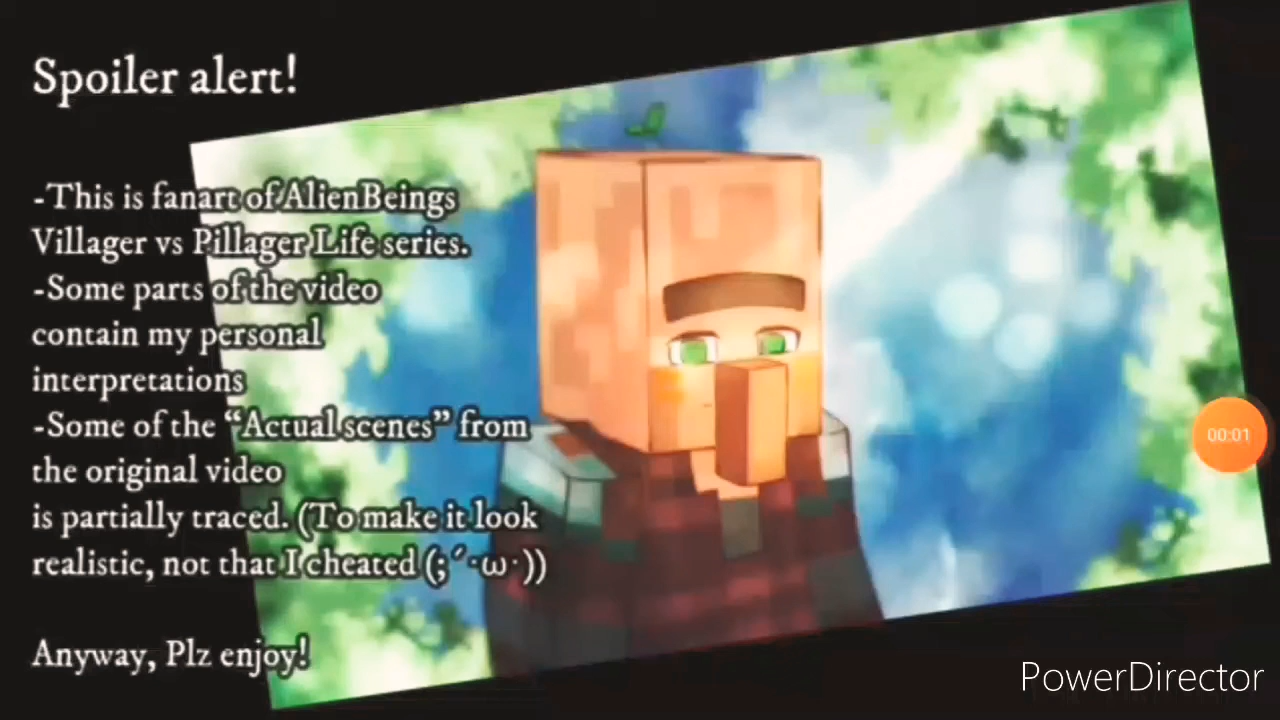 Spoiler alert!
-This is fanart of AlienBeings
Villager vs Pillager Life series.
-Some parts of the video
contain my personal
interpretations
-Some of the “Actual scenes” from
the original video
is partially traced. (To make it look
realistic, not that I cheated (;´･ω･))
Anyway, Plz enjoy!
00:01
PowerDirector